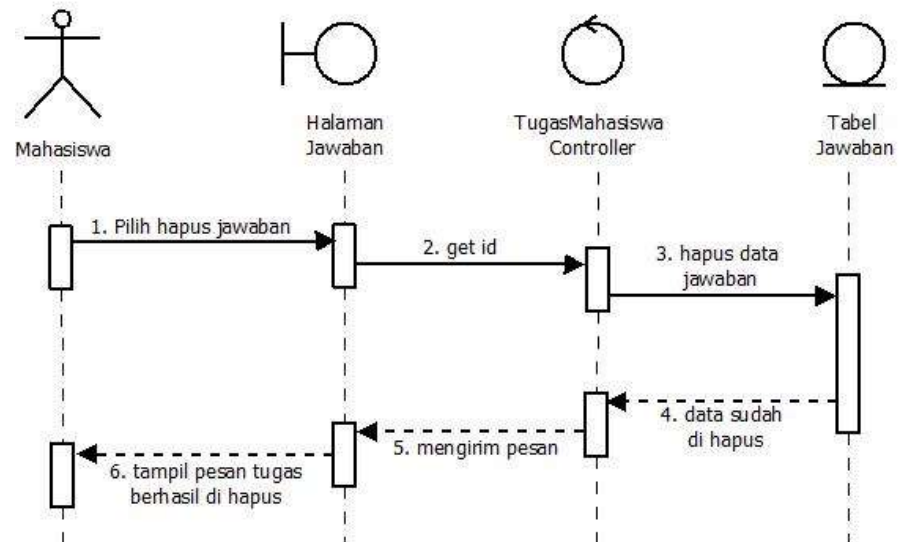 Mahasiswa
Halaman
Jawaban
TugasMahasiswa
Controller
Tabel
Jawaban
1. Pilih hapus jawaban
2. get id
3. hapus data
jawaban
4. data sudah
di hapus
5. mengirim pesan
6. tampil pesan tugas
berhasil di hapus